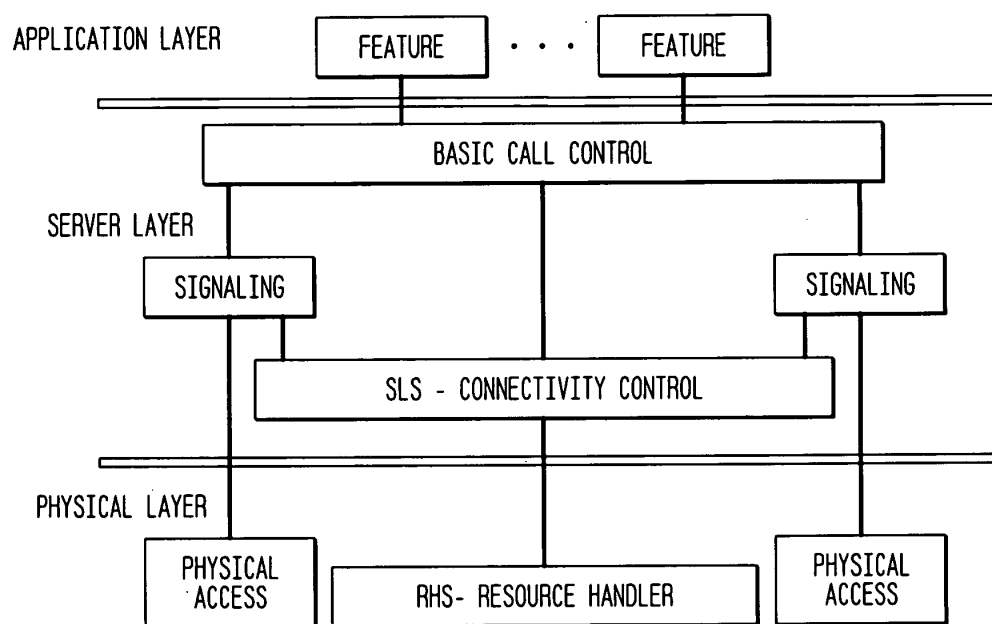 APPLICATION LAYER
FEATURE . . . FEATURE
BASIC CALL CONTROL
SERVER LAYER
SIGNALING
SIGNALING
SLS - CONNECTIVITY CONTROL
PHYSICAL LAYER
PHYSICAL
ACCESS
RHS- RESOURCE HANDLER
PHYSICAL
ACCESS